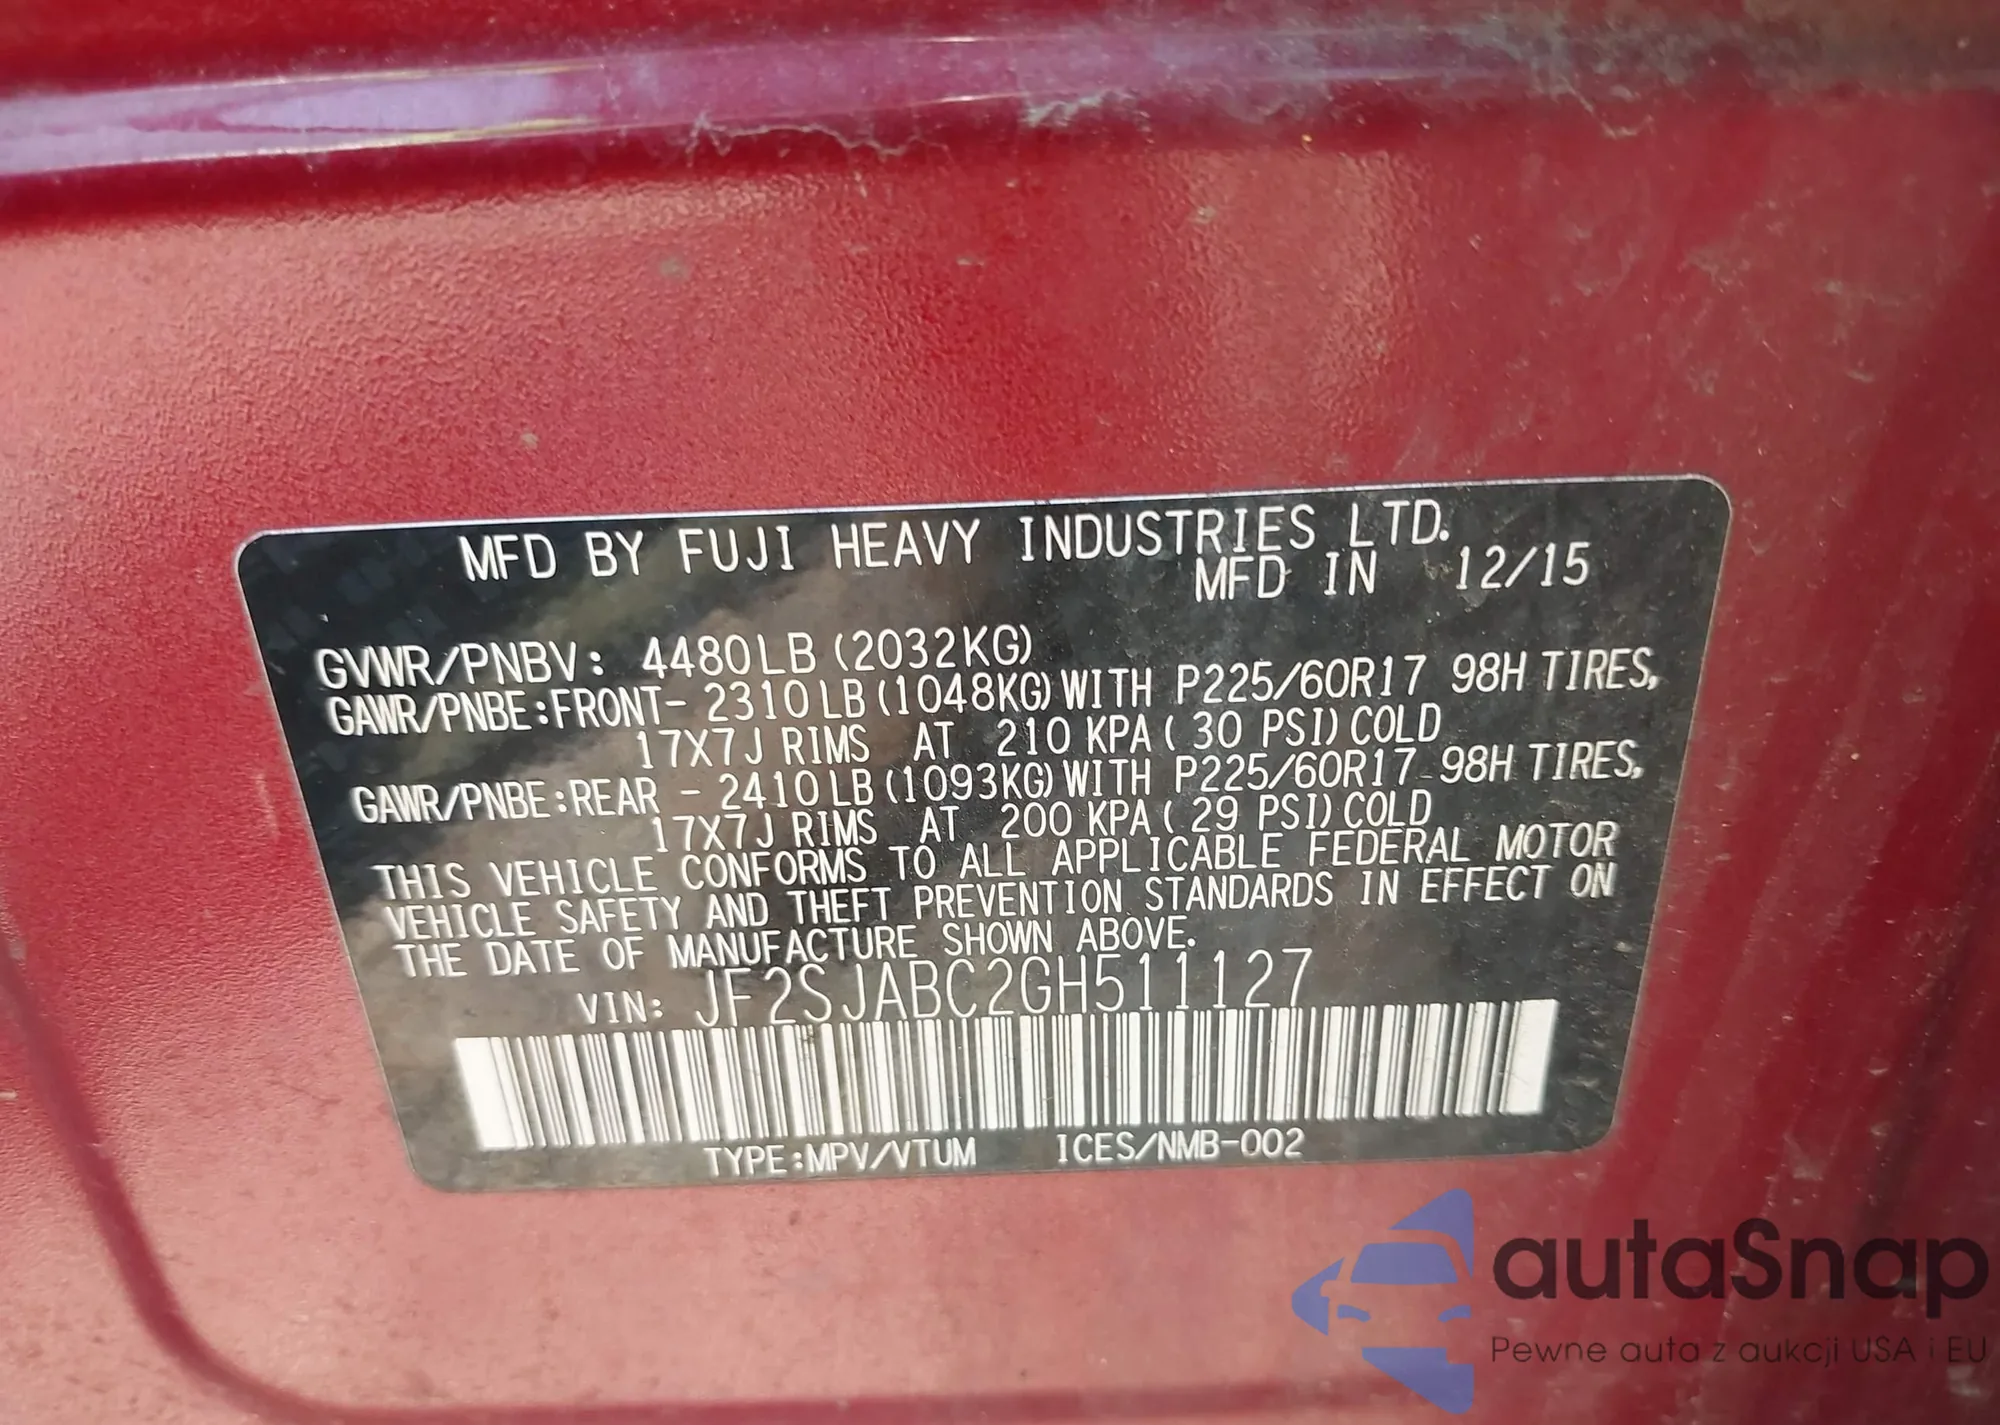 MFD BY FUJI HEAVY INDUSTRIES LTD.
MFD IN 12/15
GVWR/PNBV: 4480LB (2032KG)
GAWR/PNBE:FRONT- 2310LB (1048KG) WITH P225/60R17 98H TIRES,
17X7J RIMS AT 210 KPA ( 30 PSI) COLD
GAWR/PNBE:REAR - 2410LB (1093KG) WITH P225/60R17 98H TIRES,
17X7J RIMS AT 200 KPA ( 29 PSI) COLD
THIS VEHICLE CONFORMS TO ALL APPLICABLE FEDERAL MOTOR
VEHICLE SAFETY AND THEFT PREVENTION STANDARDS IN EFFECT ON
THE DATE OF MANUFACTURE SHOWN ABOVE.
VIN: JF2SJABC2GH511127
TYPE:MPV/VTUM ICES/NMB-002
autaSnap
Pewne auta z aukcji USA i EU